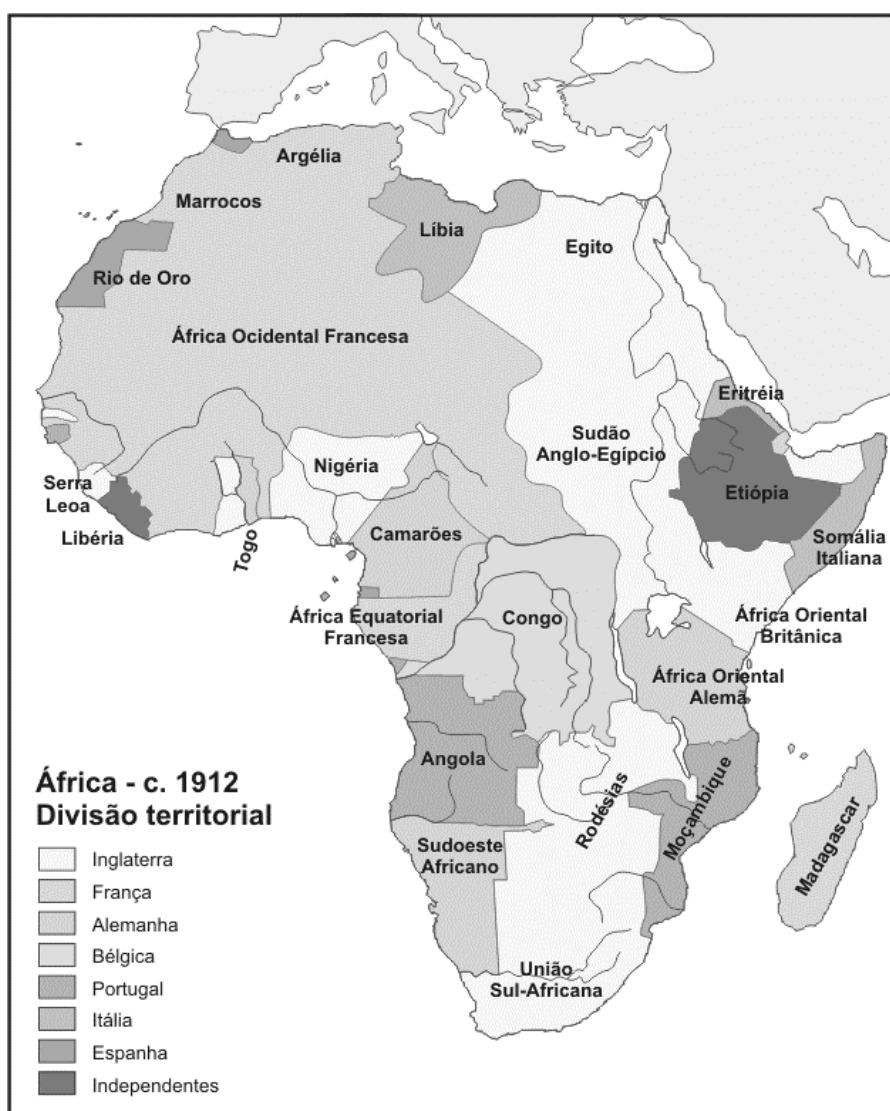 Argélia
Marrocos
Líbia
Egito
Rio de Oro
África Ocidental Francesa
Eritréia
Sudão
Anglo-Egípcio
Nigéria
Serra
Leoa
Etiópia
Libéria
Togo
Camarões
Somália
Italiana
África Equatorial
Francesa
Congo
África Oriental
Britânica
África Oriental
Alemã
Angola
Rodésias
Moçambique
Madagascar
Sudoeste
Africano
União
Sul-Africana
África - c. 1912
Divisão territorial
Inglaterra
França
Alemanha
Bélgica
Portugal
Itália
Espanha
Independentes